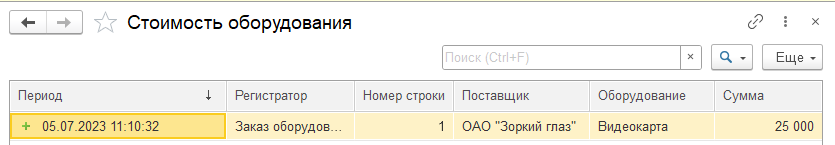 Стоимость оборудования
Поиск (Ctrl+F) × Еще
Период Регистратор Номер строки Поставщик Оборудование Сумма
05.07.2023 11:10:32 Заказ оборудов... 1 ОАО "Зоркий глаз" Видеокарта 25 000